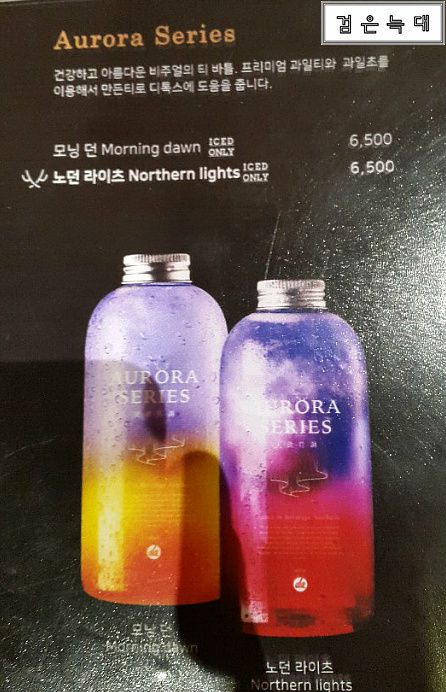 검은늑대
Aurora Series
건강하고 아름다운 비주얼의 티 바틀. 프리미엄 과일티와 과일초를
이용해서 만든티로 디톡스에 도움을 줍니다.
모닝 던 Morning dawn ICED ONLY 6,500
노던 라이츠 Northern lights ICED ONLY 6,500
AURORA
SERIES
AURORA
SERIES
모닝 던
Morning dawn
노던 라이츠
Northern lights